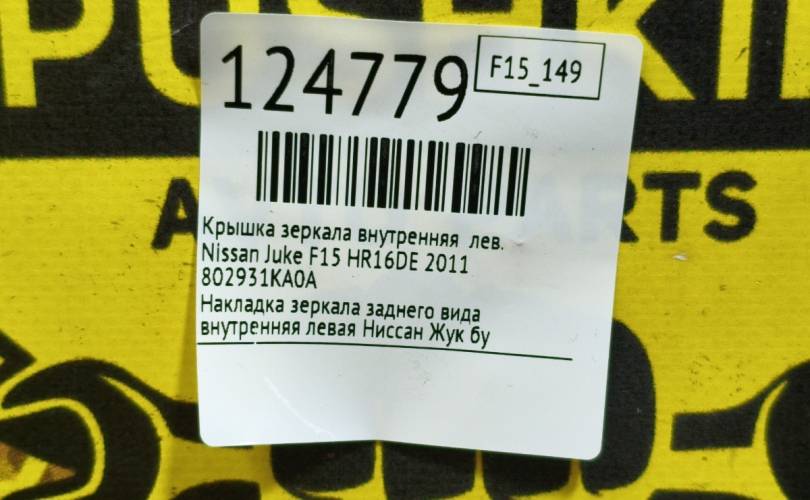 PUSHKIN
124779
F15_149
Крышка зеркала внутренняя лев.
Nissan Juke F15 HR16DE 2011
802931KA0A
Накладка зеркала заднего вида
внутренняя левая Ниссан Жук бу